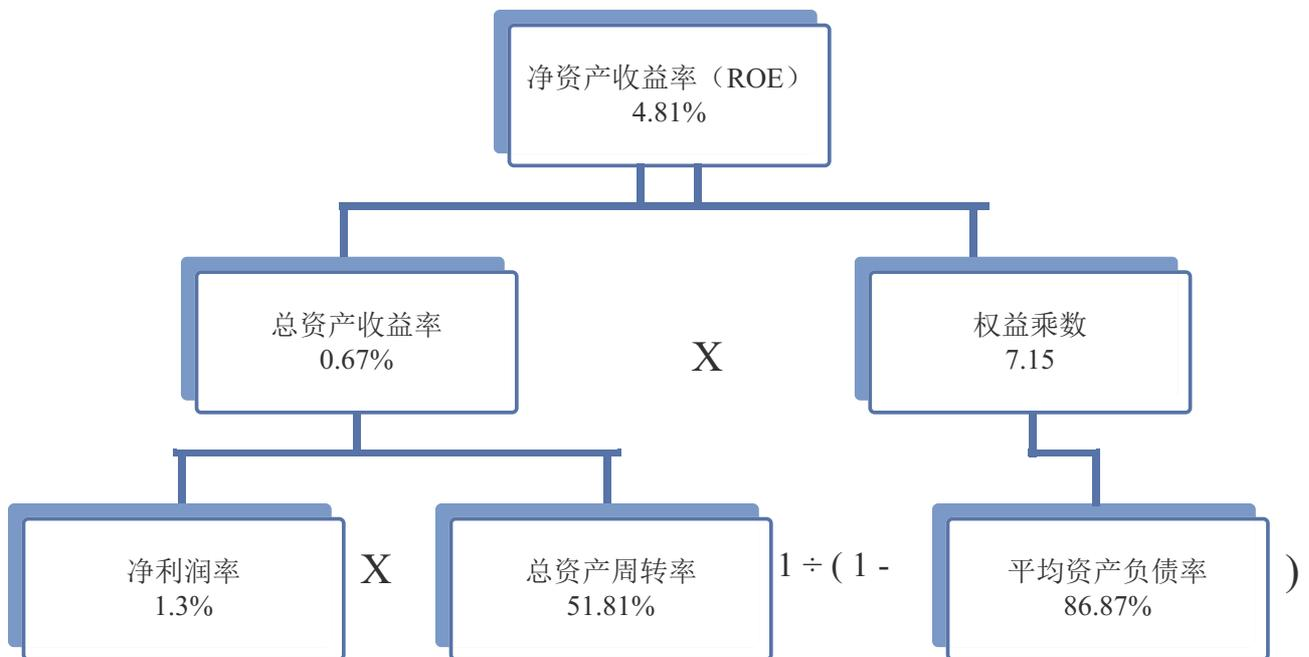 净资产收益率（ROE）
4.81%
总资产收益率
0.67%
X
权益乘数
7.15
净利润率
1.3%
X
总资产周转率
51.81%
1 ÷ ( 1 -
平均资产负债率
86.87%
)